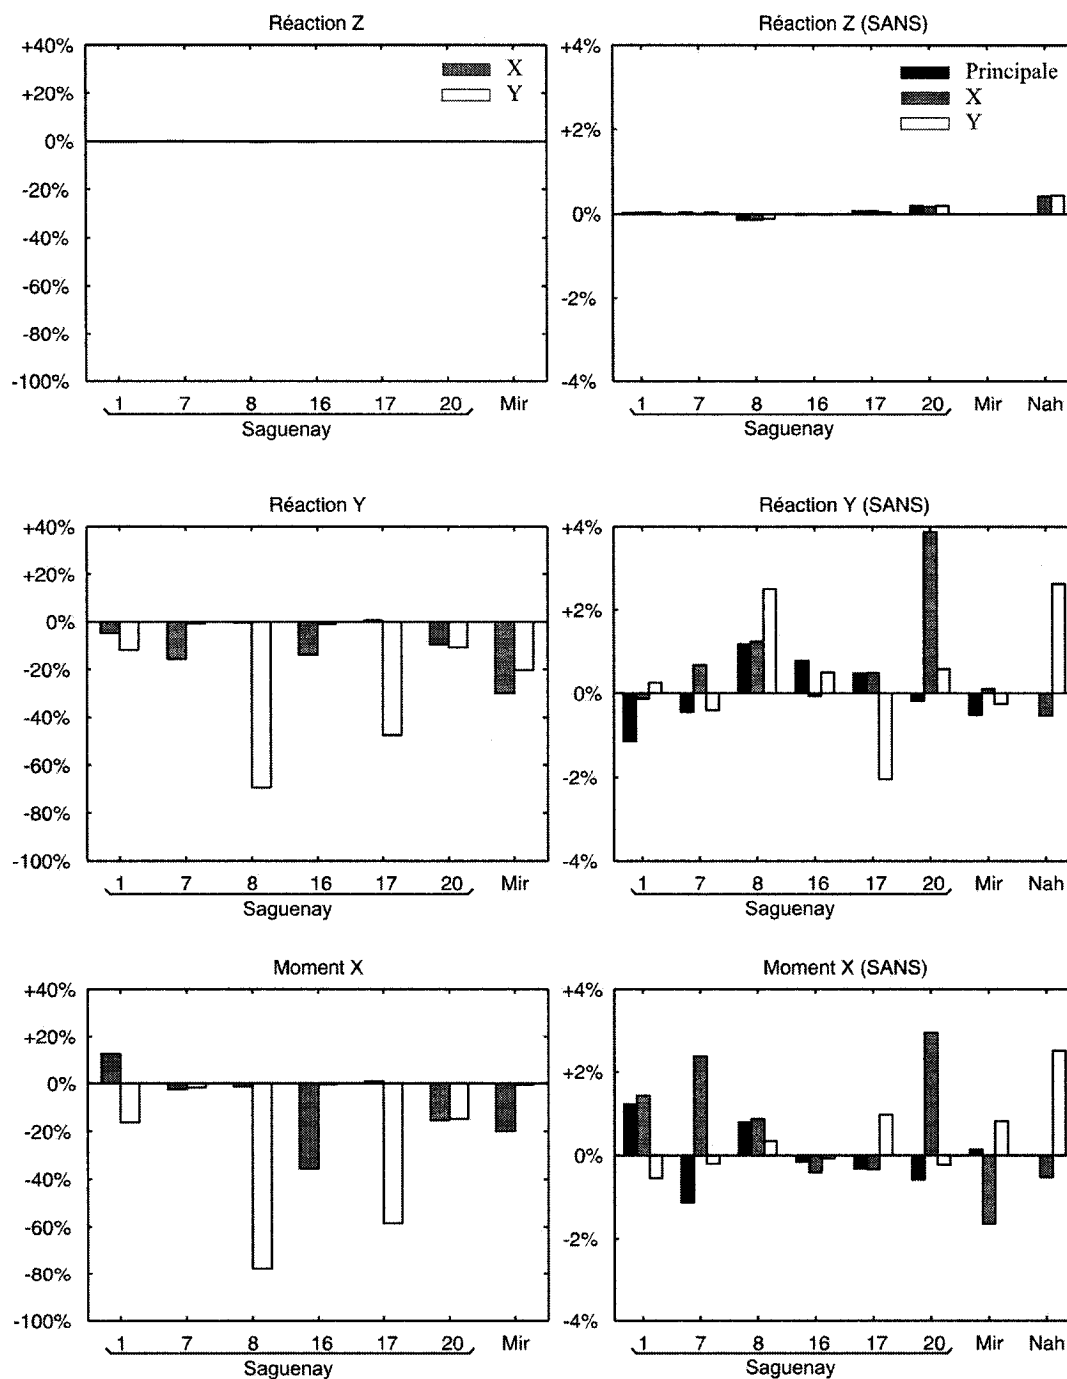 Réaction Z
+40%
+20%
0%
-20%
-40%
-60%
-80%
-100%
X
Y
1 7 8 16 17 20 Mir
Saguenay
Réaction Z (SANS)
+4%
+2%
0%
-2%
-4%
Principale
X
Y
1 7 8 16 17 20 Mir Nah
Saguenay
Réaction Y
+40%
+20%
0%
-20%
-40%
-60%
-80%
-100%
1 7 8 16 17 20 Mir
Saguenay
Réaction Y (SANS)
+4%
+2%
0%
-2%
-4%
1 7 8 16 17 20 Mir Nah
Saguenay
Moment X
+40%
+20%
0%
-20%
-40%
-60%
-80%
-100%
1 7 8 16 17 20 Mir
Saguenay
Moment X (SANS)
+4%
+2%
0%
-2%
-4%
1 7 8 16 17 20 Mir Nah
Saguenay